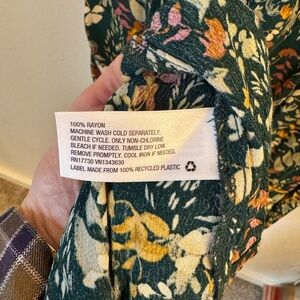 100% RAYON
MACHINE WASH COLD SEPARATELY.
GENTLE CYCLE. ONLY NON-CHLORINE
BLEACH IF NEEDED. TUMBLE DRY LOW.
REMOVE PROMPTLY. COOL IRON IF NEEDED.
RN17730 VN1343630
LABEL MADE FROM 100% RECYCLED PLASTIC